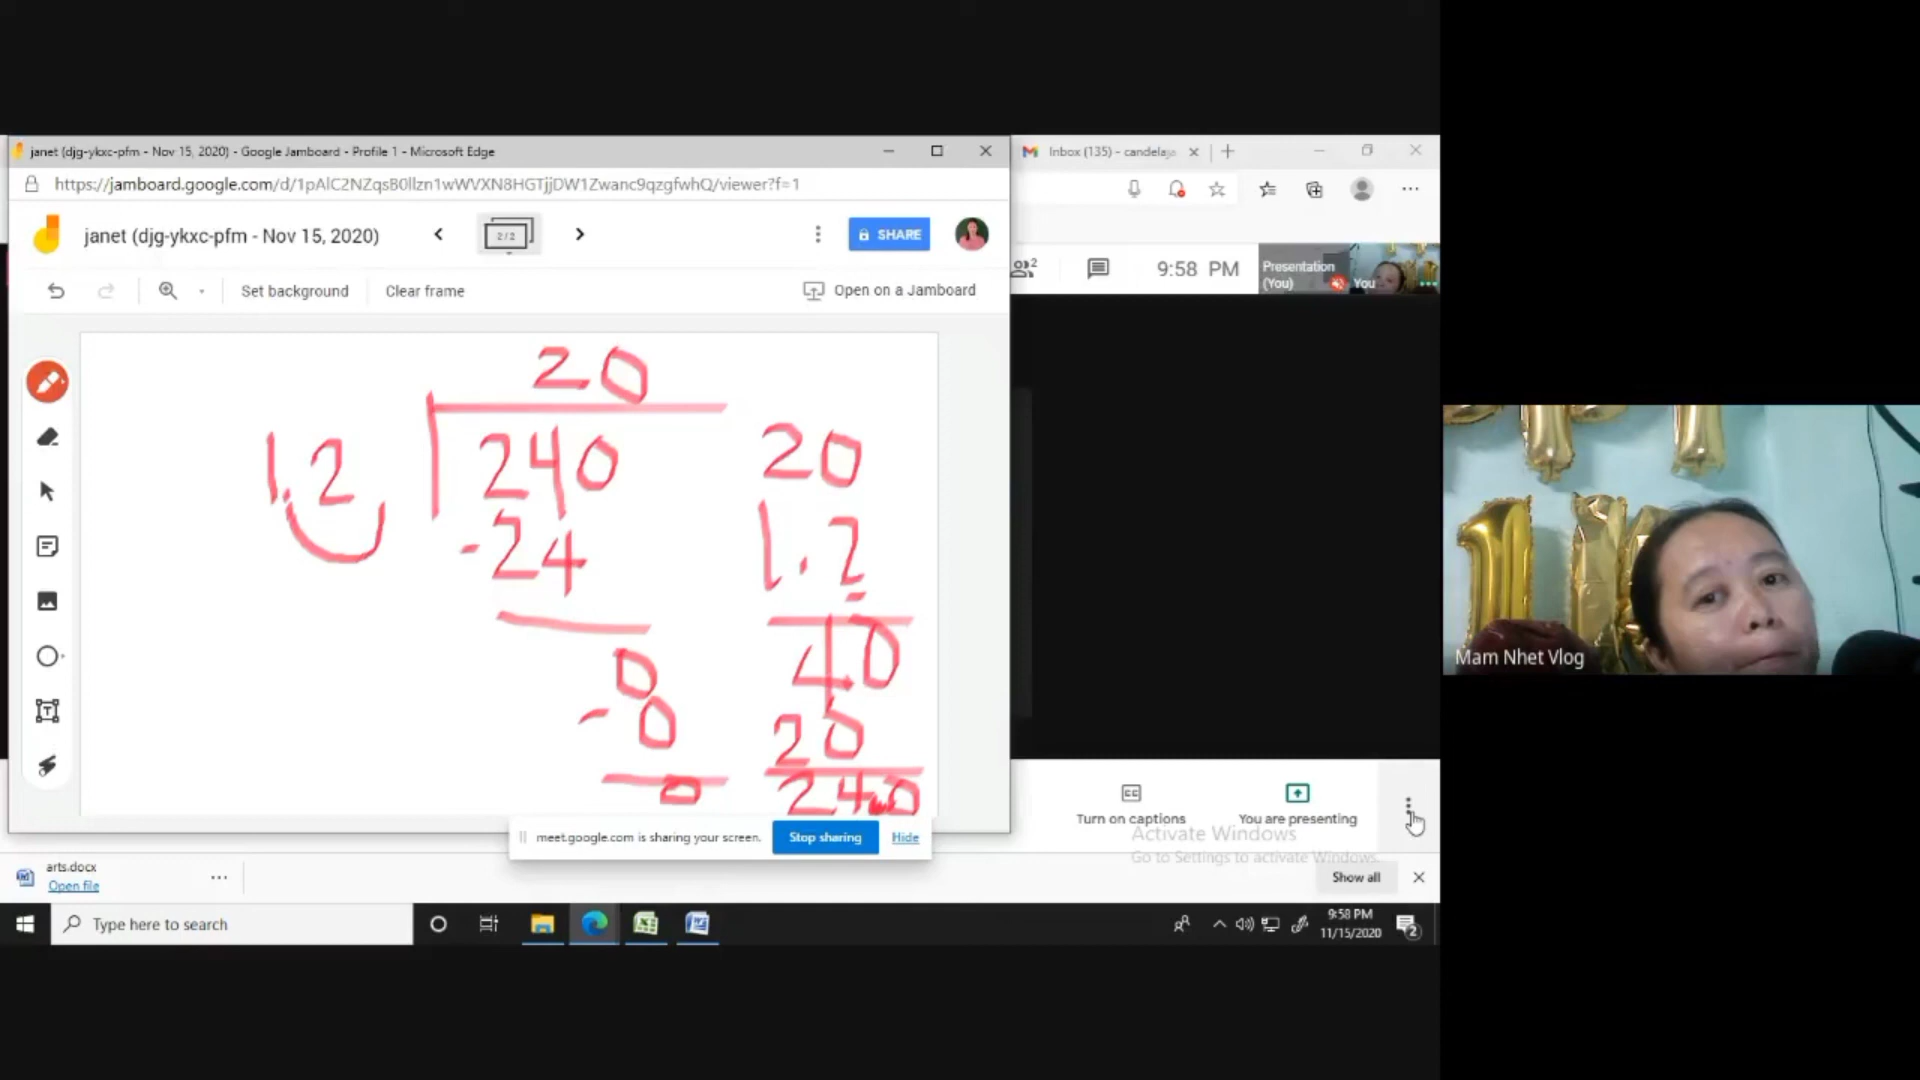 janet (djg-ykxc-pfm - Nov 15, 2020) - Google Jamboard - Profile 1 - Microsoft Edge
Inbox (135) - candelaja
https://jamboard.google.com/d/1pAlC2NZqsB0llzn1wWVXN8HGTjjDW1Zwanc9qzgfwhQ/viewer?f=1
janet (djg-ykxc-pfm - Nov 15, 2020)
2/2
SHARE
2
9:58 PM
Presentation
(You)
You
Set background
Clear frame
Open on a Jamboard
20
1.2
240
-24
0
-0
0
20
1.2
40
20
24.0
Mam Nhet Vlog
Turn on captions
You are presenting
Activate Windows
Go to Settings to activate Windows.
meet.google.com is sharing your screen.
Stop sharing
Hide
arts.docx
Open file
Show all
Type here to search
9:58 PM
11/15/2020
2